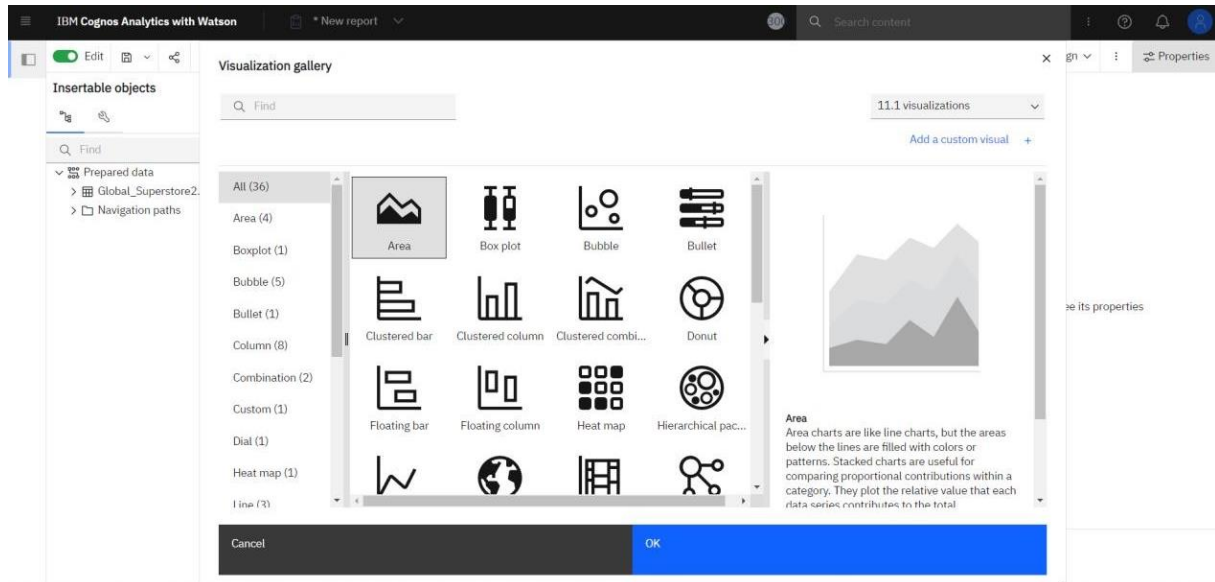 IBM Cognos Analytics with Watson
* New report
Search content
Edit
gn
Properties
Insertable objects
Find
Prepared data
Global_Superstore2.
Navigation paths
Visualization gallery
Find
11.1 visualizations
Add a custom visual +
All (36)
Area (4)
Boxplot (1)
Bubble (5)
Bullet (1)
Column (8)
Combination (2)
Custom (1)
Dial (1)
Heat map (1)
Line (3)
Area
Box plot
Bubble
Bullet
Clustered bar
Clustered column
Clustered combi...
Donut
Floating bar
Floating column
Heat map
Hierarchical pac...
Area
Area charts are like line charts, but the areas
below the lines are filled with colors or
patterns. Stacked charts are useful for
comparing proportional contributions within a
category. They plot the relative value that each
data series contributes to the total.
ee its properties
Cancel
OK